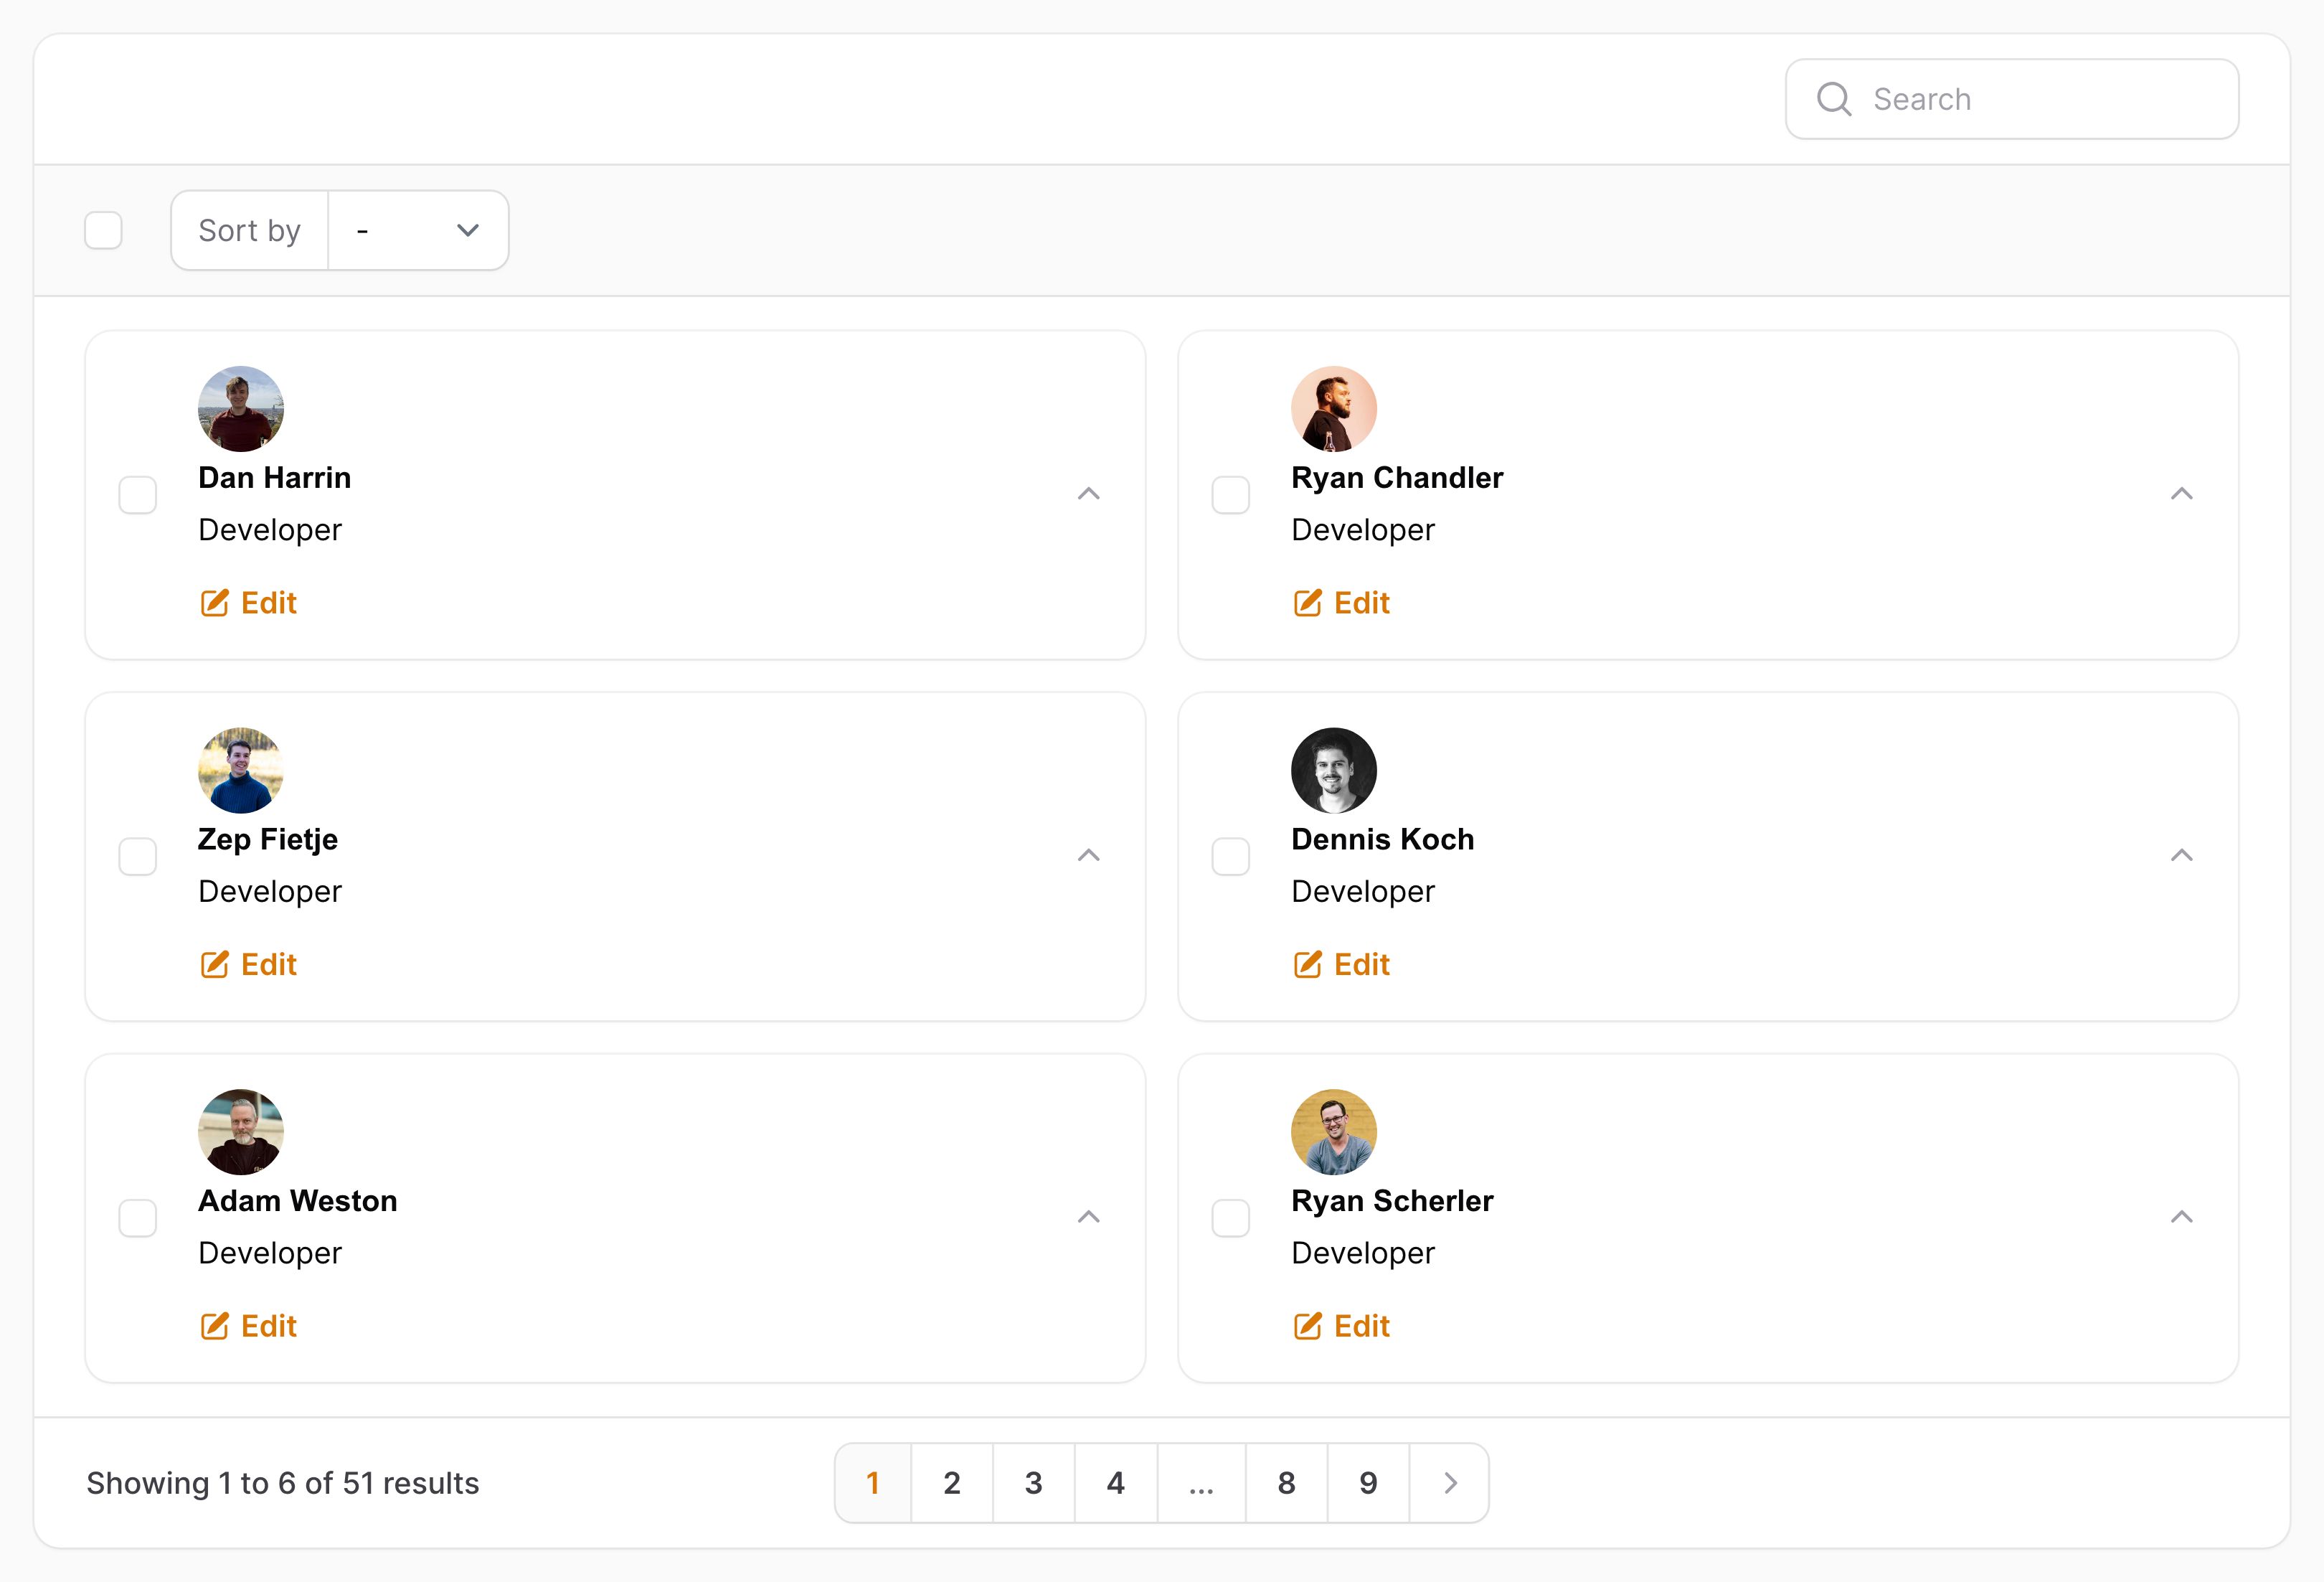 Search
Sort by -
Dan Harrin
Developer
Edit
Ryan Chandler
Developer
Edit
Zep Fietje
Developer
Edit
Dennis Koch
Developer
Edit
Adam Weston
Developer
Edit
Ryan Scherler
Developer
Edit
Showing 1 to 6 of 51 results
1 2 3 4 ... 8 9